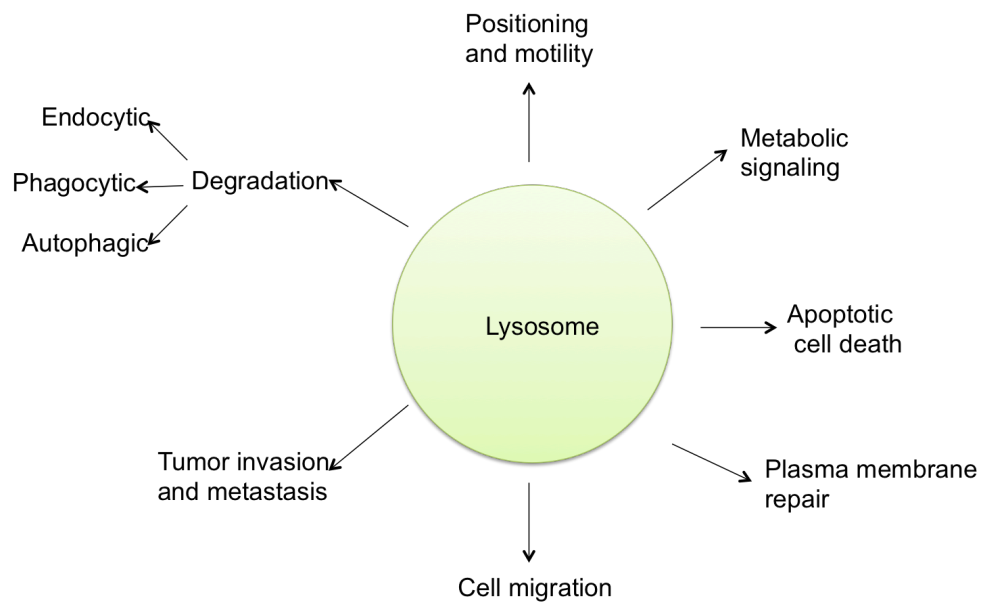 Positioning
and motility
Endocytic
Phagocytic
Autophagic
Degradation
Metabolic
signaling
Lysosome
Apoptotic
cell death
Tumor invasion
and metastasis
Plasma membrane
repair
Cell migration